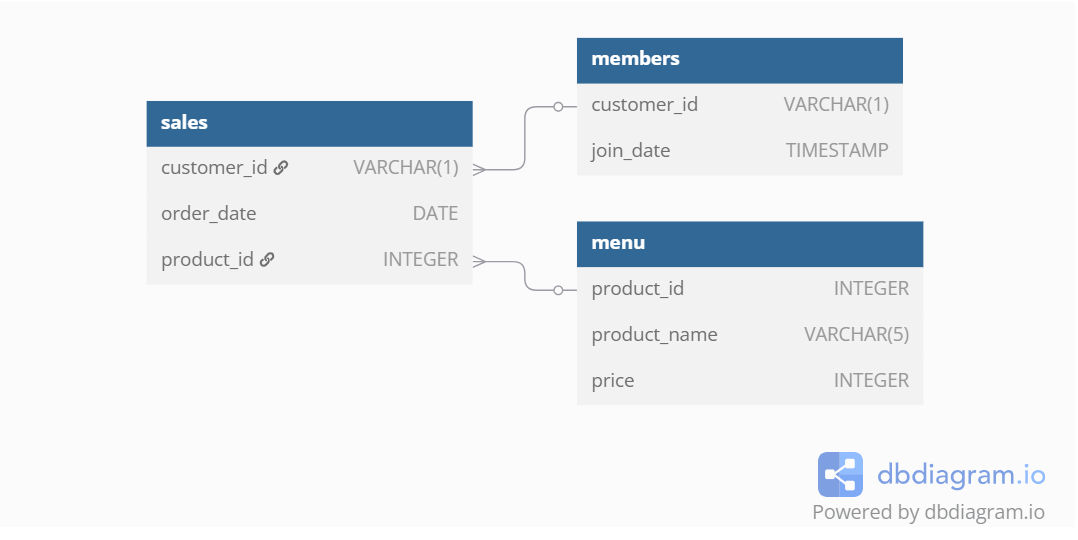 sales
customer_id VARCHAR(1)
order_date DATE
product_id INTEGER
members
customer_id VARCHAR(1)
join_date TIMESTAMP
menu
product_id INTEGER
product_name VARCHAR(5)
price INTEGER
dbdiagram.io
Powered by dbdiagram.io